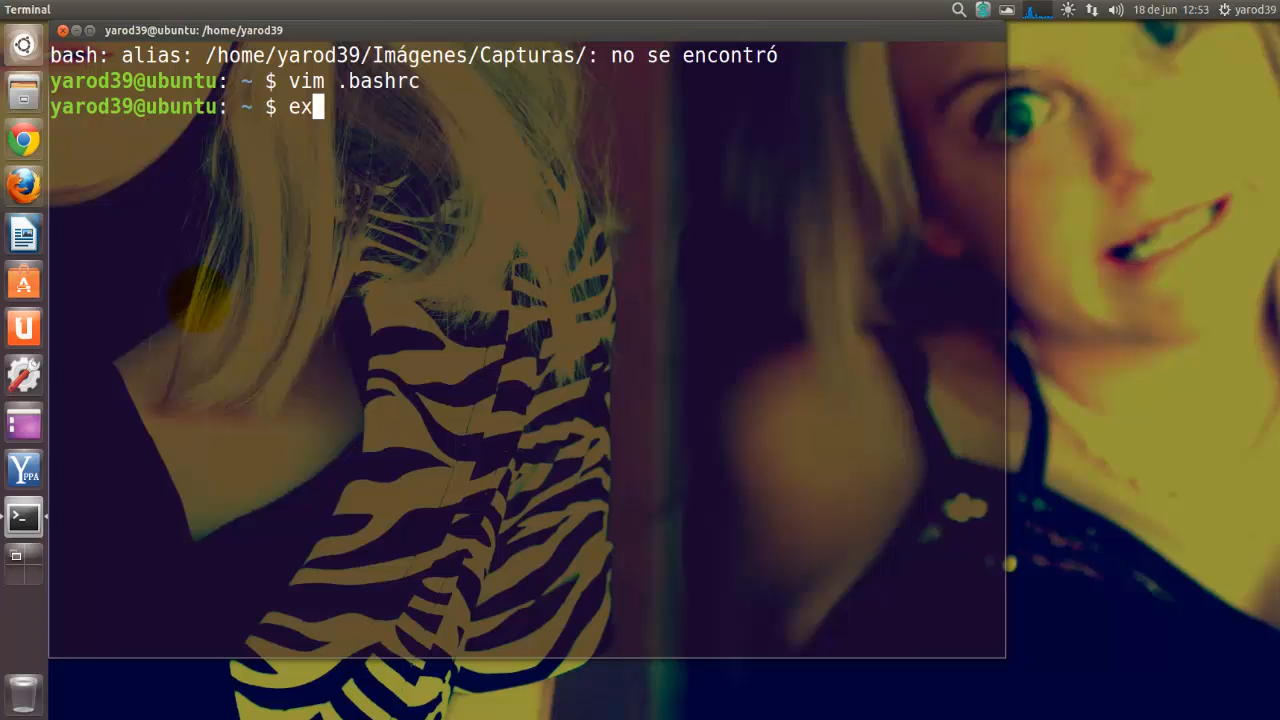 Terminal
18 de jun 12:53
yarod39
yarod39@ubuntu: /home/yarod39
bash: alias: /home/yarod39/Imágenes/Capturas/: no se encontró
yarod39@ubuntu: ~ $ vim .bashrc
yarod39@ubuntu: ~ $ ex
YPPA